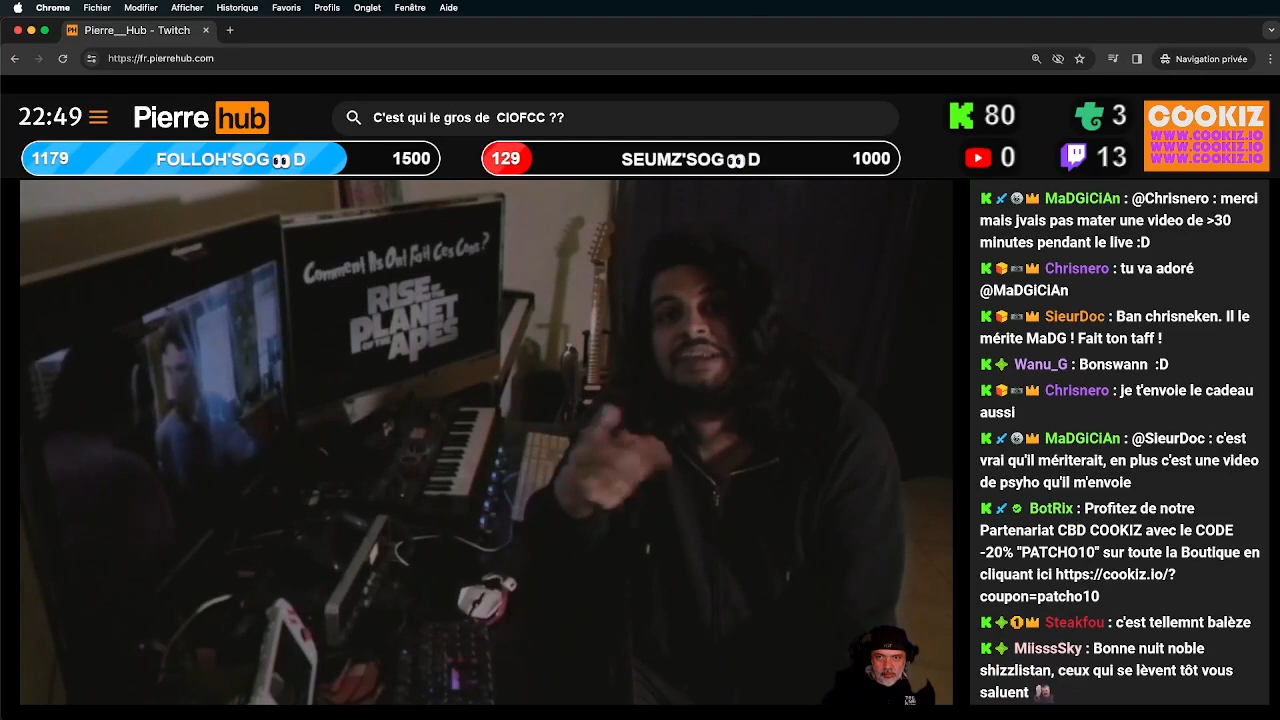 Chrome Fichier Modifier Afficher Historique Favoris Profils Onglet Fenêtre Aide
PH Pierre__Hub - Twitch
https://fr.pierrehub.com
Navigation privée
22:49
Pierre hub
C'est qui le gros de CIOFCC ??
K 80
3
0
13
COOKIZ
WWW.COOKIZ.IO
WWW.COOKIZ.IO
WWW.COOKIZ.IO
1179 FOLLOH'SOG👀D 1500
129 SEUMZ'SOG👀D 1000
Comment Ils Ont Fait Ces Cons?
RISE OF THE
PLANET
OF THE APES
MaDGiCiAn : @Chrisnero : merci
mais jvais pas mater une video de >30
minutes pendant le live :D
Chrisnero : tu va adoré
@MaDGiCiAn
SieurDoc : Ban chrisneken. Il le
mérite MaDG ! Fait ton taff !
Wanu_G : Bonswann :D
Chrisnero : je t'envoie le cadeau
aussi
MaDGiCiAn : @SieurDoc : c'est
vrai qu'il mériterait, en plus c'est une video
de psyho qu'il m'envoie
BotRix : Profitez de notre
Partenariat CBD COOKIZ avec le CODE
-20% "PATCHO10" sur toute la Boutique en
cliquant ici https://cookiz.io/?
coupon=patcho10
Steakfou : c'est tellemnt balèze
MiisssSky : Bonne nuit noble
shizzlistan, ceux qui se lèvent tôt vous
saluent